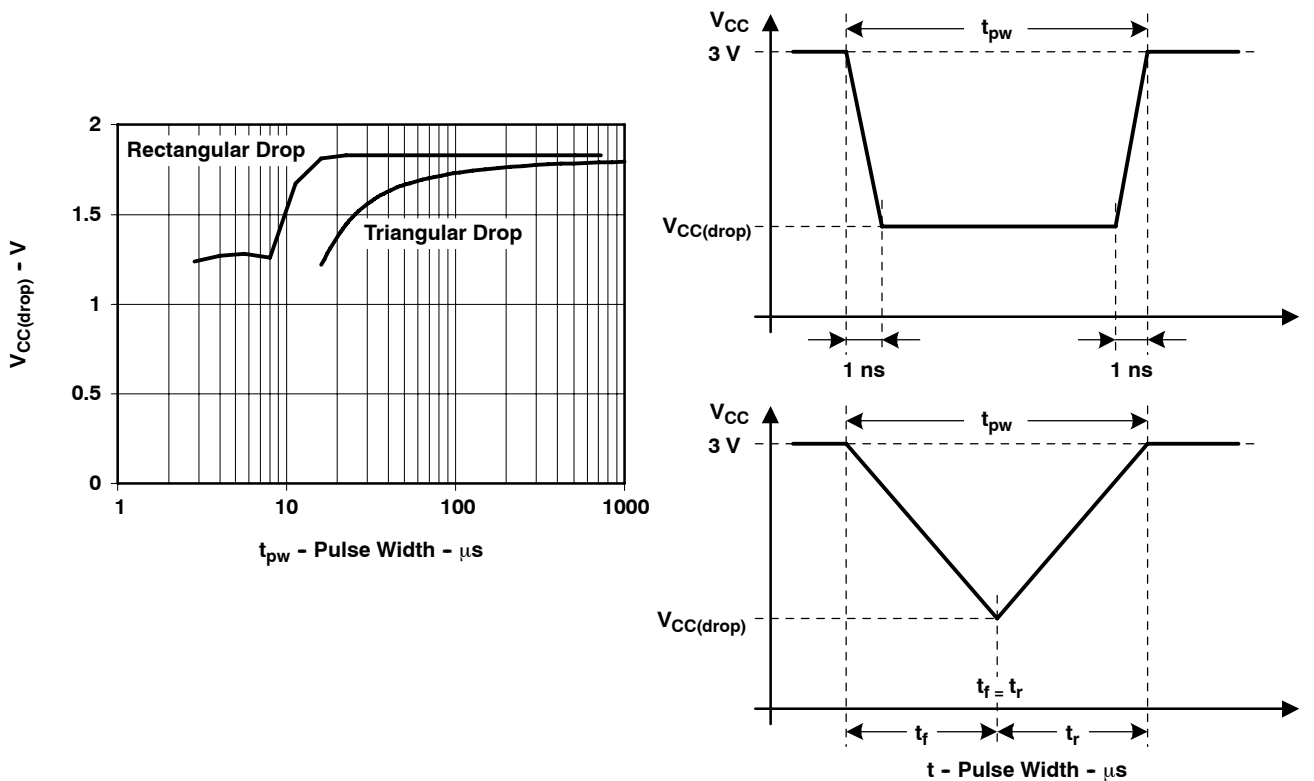 2
1.5
1
0.5
0
V_CC(drop) - V
Rectangular Drop
Triangular Drop
1
10
100
1000
t_pw - Pulse Width - μs
V_CC
3 V
t_pw
V_CC(drop)
1 ns
1 ns
V_CC
3 V
t_pw
V_CC(drop)
t_f = t_r
t_f
t_r
t - Pulse Width - μs